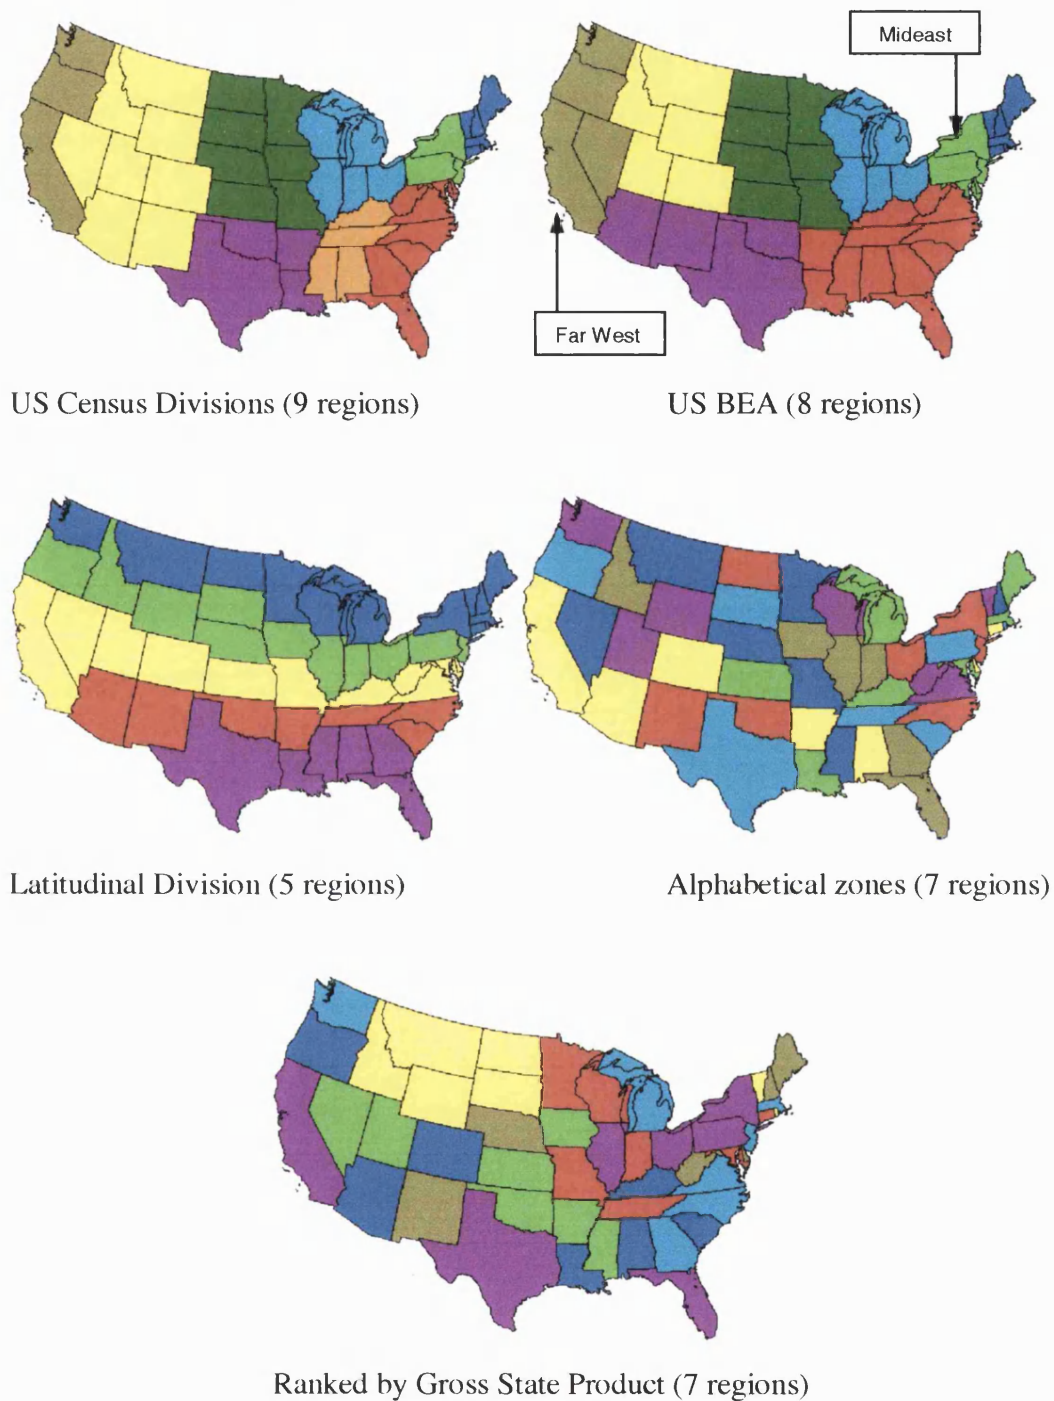 Mideast
Far West
US Census Divisions (9 regions)
US BEA (8 regions)
Latitudinal Division (5 regions)
Alphabetical zones (7 regions)
Ranked by Gross State Product (7 regions)